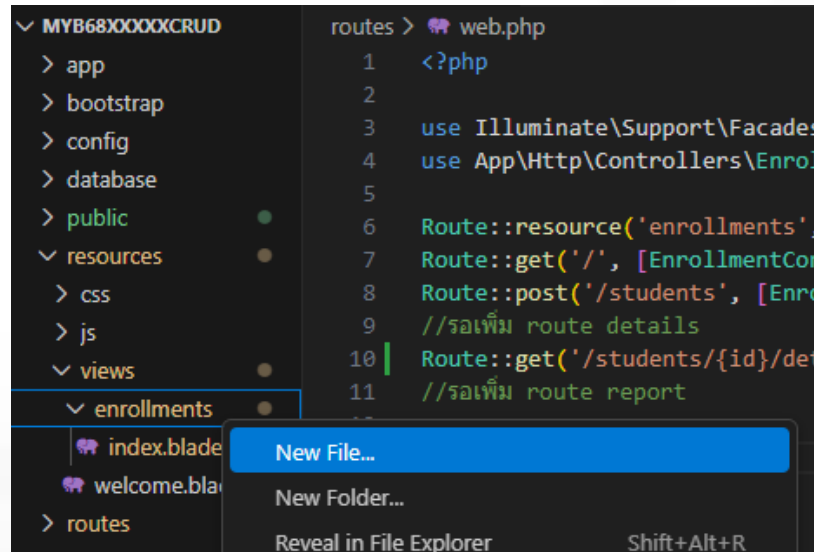 MYB68XXXXXCRUD
app
bootstrap
config
database
public
resources
css
js
views
enrollments
index.blade
welcome.bla
routes
routes > web.php
1 <?php
2
3 use Illuminate\Support\Facades
4 use App\Http\Controllers\Enrol
5
6 Route::resource('enrollments',
7 Route::get('/', [EnrollmentCon
8 Route::post('/students', [Enro
9 //รอเพิ่ม route details
10 Route::get('/students/{id}/det
11 //รอเพิ่ม route report
New File...
New Folder...
Reveal in File Explorer Shift+Alt+R